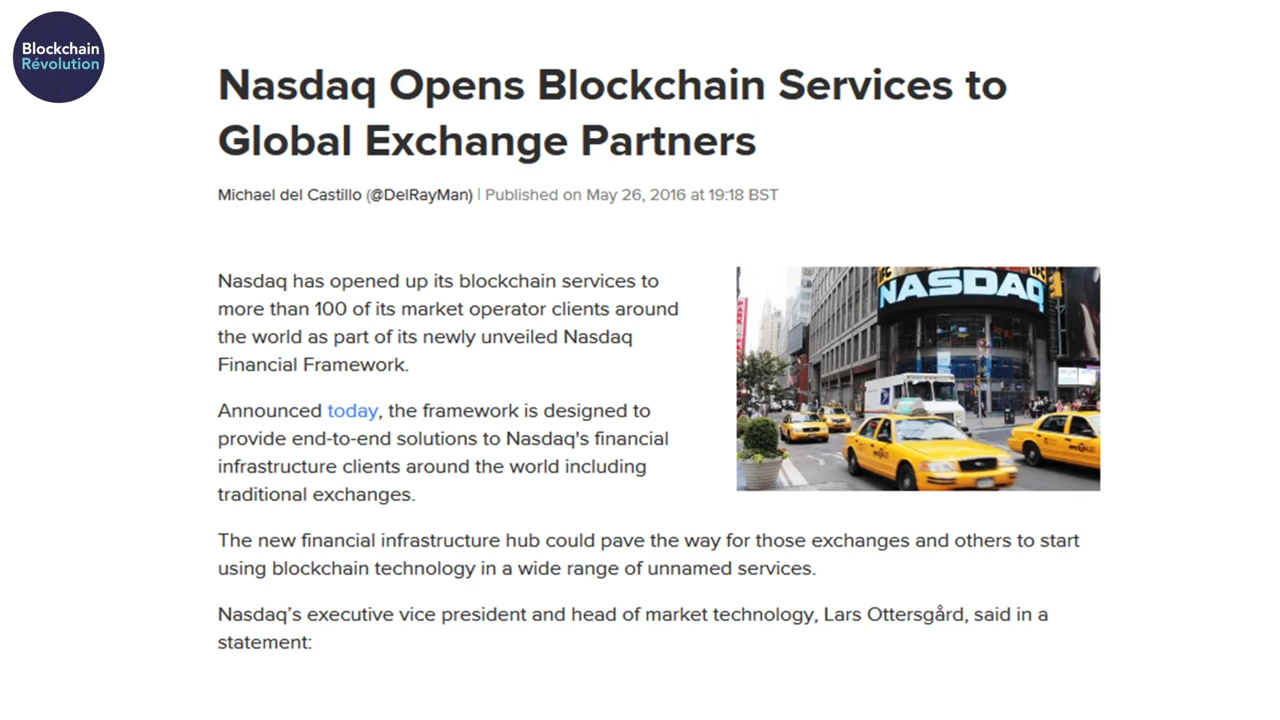 Blockchain
Révolution
Nasdaq Opens Blockchain Services to
Global Exchange Partners
Michael del Castillo (@DelRayMan) | Published on May 26, 2016 at 19:18 BST
Nasdaq has opened up its blockchain services to
more than 100 of its market operator clients around
the world as part of its newly unveiled Nasdaq
Financial Framework.
NASDAQ
Announced today, the framework is designed to
provide end-to-end solutions to Nasdaq's financial
infrastructure clients around the world including
traditional exchanges.
The new financial infrastructure hub could pave the way for those exchanges and others to start
using blockchain technology in a wide range of unnamed services.
Nasdaq’s executive vice president and head of market technology, Lars Ottersgård, said in a
statement: